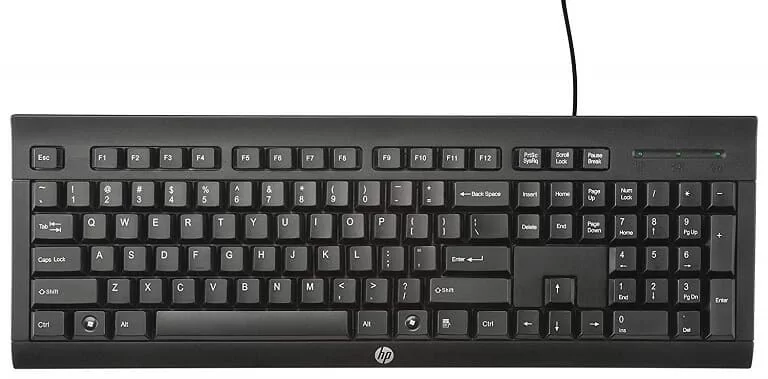 Esc F1 F2 F3 F4 F5 F6 F7 F8 F9 F10 F11 F12 PrtSc Scroll Pause
SysRq Lock Break
~ ! @ # $ % ^ & * ( ) _ + ← Back Space Insert Home Page Num / * -
` 1 2 3 4 5 6 7 8 9 0 - = Up Lock
Tab Q W E R T Y U I O P { } | Delete End Page 7 8 9 +
[ ] \ Down Home ↑ Pg Up
Caps Lock A S D F G H J K L : " Enter 4 5 6
; ' ← →
⇧Shift Z X C V B N M < > ? ⇧Shift ↑ 1 2 3 Enter
, . / End ↓ Pg Dn
Ctrl Alt Alt Ctrl ← ↓ → 0 .
Ins Del
hp